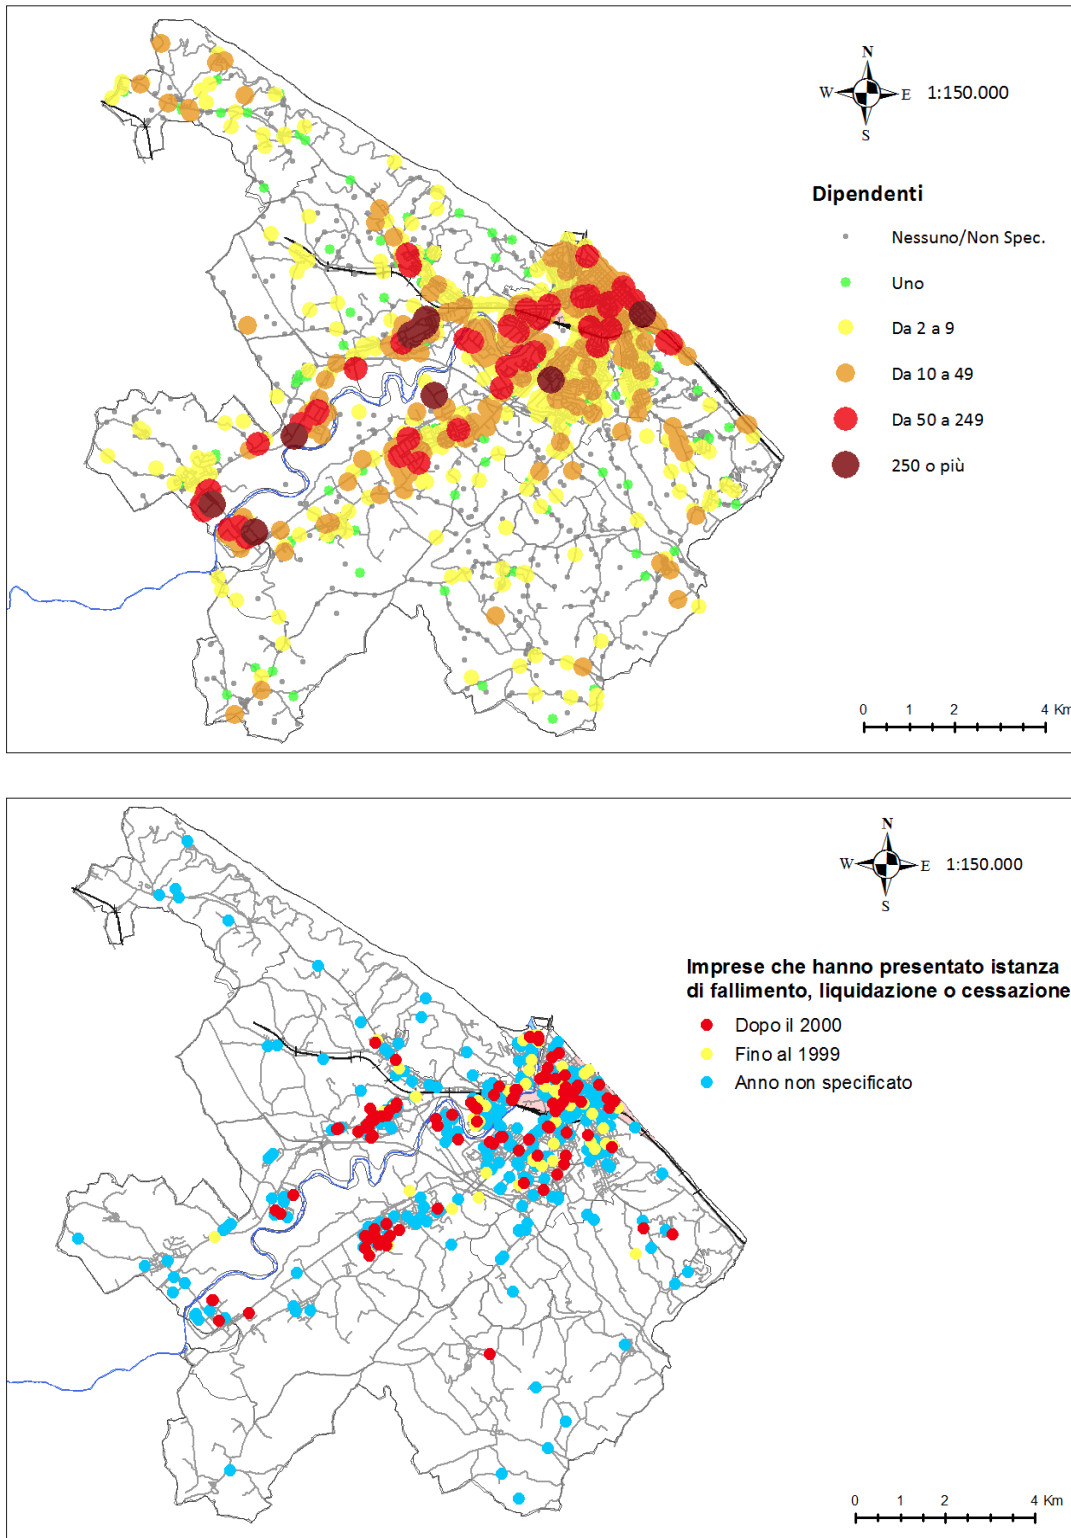 N
W E 1:150.000
S
Dipendenti
Nessuno/Non Spec.
Uno
Da 2 a 9
Da 10 a 49
Da 50 a 249
250 o più
0 1 2 4 Km
N
W E 1:150.000
S
Imprese che hanno presentato istanza
di fallimento, liquidazione o cessazione
Dopo il 2000
Fino al 1999
Anno non specificato
0 1 2 4 Km